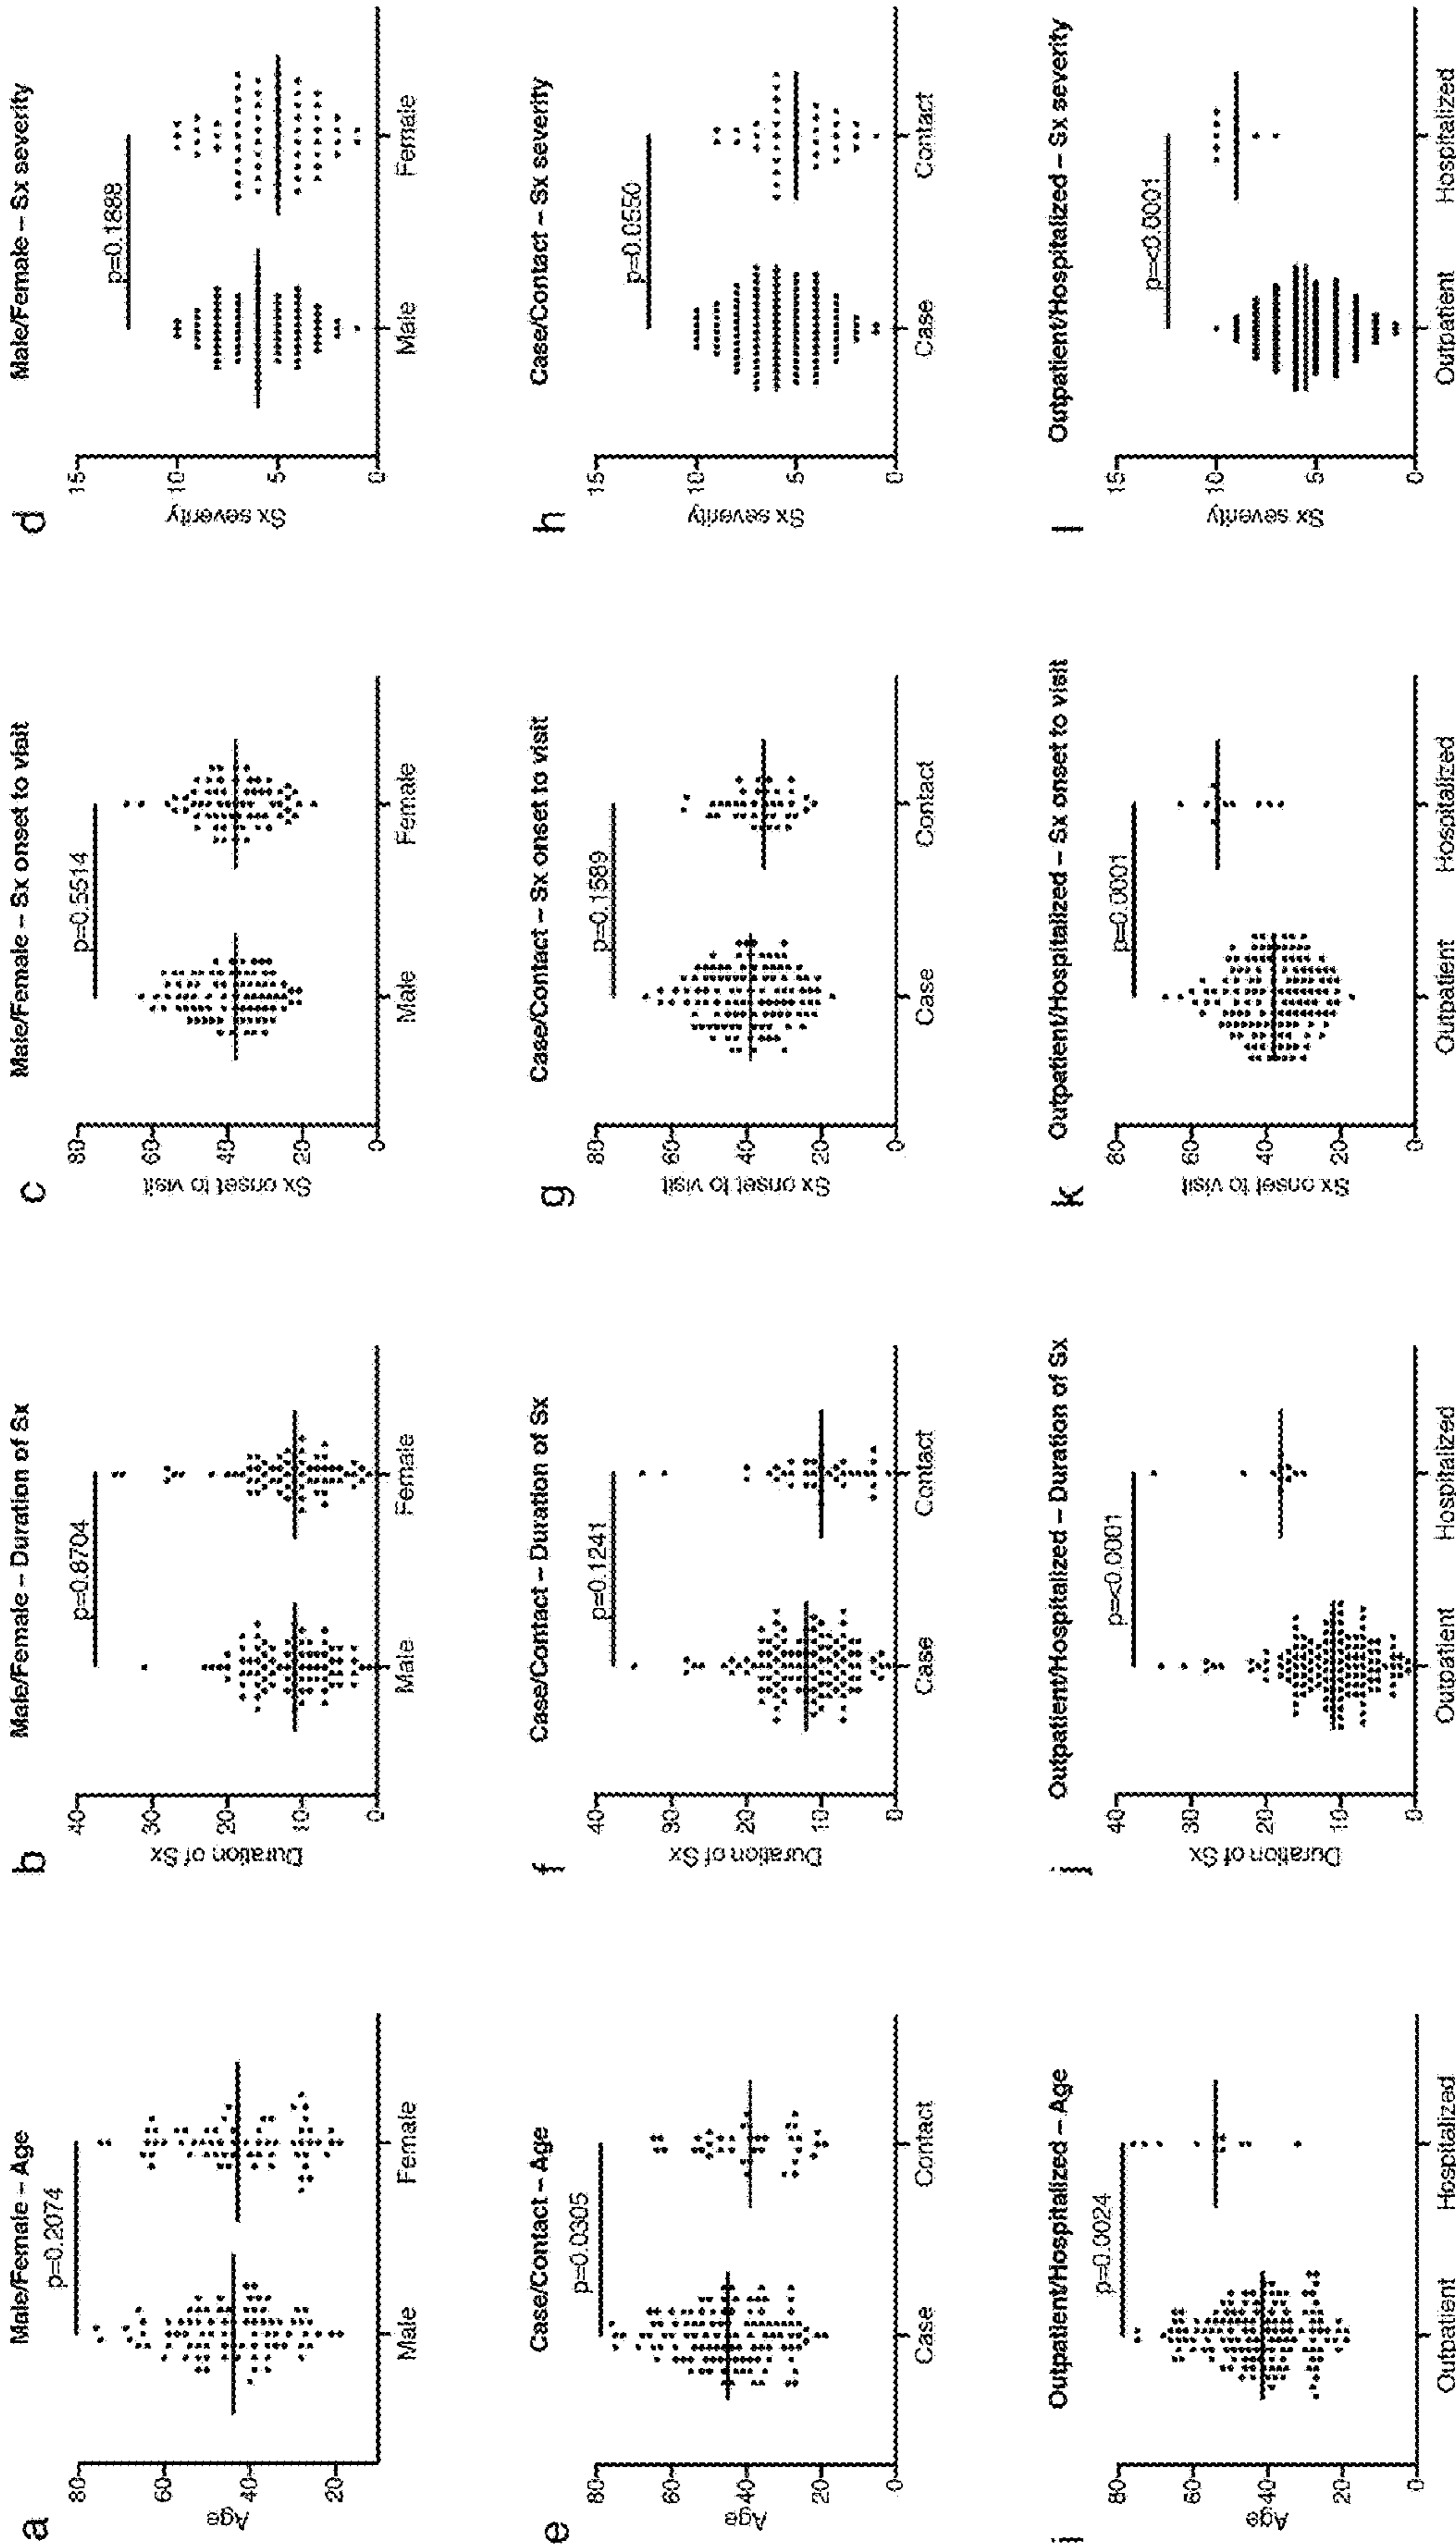 a
Male/Female – Age
p=0.2074
80
60
40
20
Age
Male
Female
b
Male/Female – Duration of Sx
p=0.8704
40
30
20
10
0
Duration of Sx
Male
Female
c
Male/Female – Sx onset to visit
p=0.5514
80
60
40
20
0
Sx onset to visit
Male
Female
d
Male/Female – Sx severity
p=0.1888
15
10
5
0
Sx severity
Male
Female
e
Case/Contact – Age
p=0.0305
80
60
40
20
0
Age
Case
Contact
f
Case/Contact – Duration of Sx
p=0.1241
40
30
20
10
0
Duration of Sx
Case
Contact
g
Case/Contact – Sx onset to visit
p=0.1589
80
60
40
20
0
Sx onset to visit
Case
Contact
h
Case/Contact – Sx severity
p=0.0550
15
10
5
0
Sx severity
Case
Contact
i
Outpatient/Hospitalized – Age
p=0.0024
80
60
40
20
0
Age
Outpatient
Hospitalized
j
Outpatient/Hospitalized – Duration of Sx
p=<0.0001
40
30
20
10
0
Duration of Sx
Outpatient
Hospitalized
k
Outpatient/Hospitalized – Sx onset to visit
p=0.0001
80
60
40
20
0
Sx onset to visit
Outpatient
Hospitalized
l
Outpatient/Hospitalized – Sx severity
p=<0.0001
15
10
5
0
Sx severity
Outpatient
Hospitalized